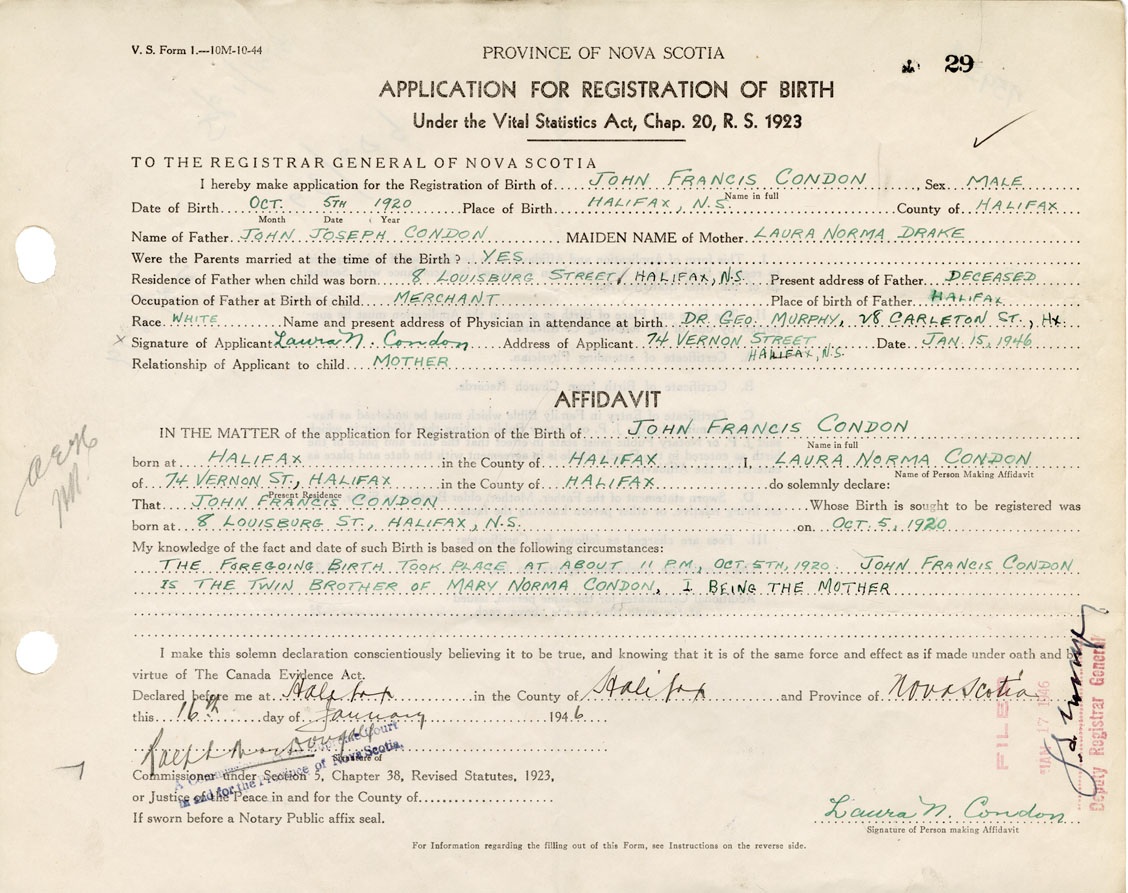 V. S. Form 1.—10M-10-44
PROVINCE OF NOVA SCOTIA
29
APPLICATION FOR REGISTRATION OF BIRTH
Under the Vital Statistics Act, Chap. 20, R. S. 1923
TO THE REGISTRAR GENERAL OF NOVA SCOTIA
I hereby make application for the Registration of Birth of JOHN FRANCIS CONDON, Sex MALE
Name in full
Date of Birth OCT. 5TH 1920 Place of Birth HALIFAX, N.S. County of HALIFAX
Month Date Year
Name of Father JOHN JOSEPH CONDON MAIDEN NAME of Mother LAURA NORMA DRAKE
Were the Parents married at the time of the Birth? YES
Residence of Father when child was born 8 LOUISBURG STREET, HALIFAX, N.S. Present address of Father DECEASED
Occupation of Father at Birth of child MERCHANT Place of birth of Father HALIFAX
Race WHITE Name and present address of Physician in attendance at birth DR. GEO. MURPHY, 28 CARLETON ST., Hx.
x Signature of Applicant Laura N. Condon Address of Applicant 74 VERNON STREET Date JAN. 15, 1946
HALIFAX, N.S.
Relationship of Applicant to child MOTHER
AFFIDAVIT
IN THE MATTER of the application for Registration of the Birth of JOHN FRANCIS CONDON
Name in full
born at HALIFAX in the County of HALIFAX I, LAURA NORMA CONDON
Name of Person Making Affidavit
of 74 VERNON ST., HALIFAX in the County of HALIFAX do solemnly declare:
Present Residence
That JOHN FRANCIS CONDON Whose Birth is sought to be registered was
born at 8 LOUISBURG ST., HALIFAX, N.S. on OCT. 5, 1920
My knowledge of the fact and date of such Birth is based on the following circumstances:
THE FOREGOING BIRTH TOOK PLACE AT ABOUT 11 P.M., OCT. 5TH, 1920. JOHN FRANCIS CONDON
IS THE TWIN BROTHER OF MARY NORMA CONDON, I BEING THE MOTHER
I make this solemn declaration conscientiously believing it to be true, and knowing that it is of the same force and effect as if made under oath and by
virtue of The Canada Evidence Act.
Declared before me at Halifax in the County of Halifax and Province of Nova Scotia
this 16th day of January 1946
A Commissioner Court
in and for the Province of Nova Scotia.
Commissioner under Section 5, Chapter 38, Revised Statutes, 1923,
or Justice of the Peace in and for the County of
If sworn before a Notary Public affix seal.
Laura N. Condon
Signature of Person making Affidavit
FILED
JAN 17 1946
Deputy Registrar General
For Information regarding the filling out of this Form, see Instructions on the reverse side.